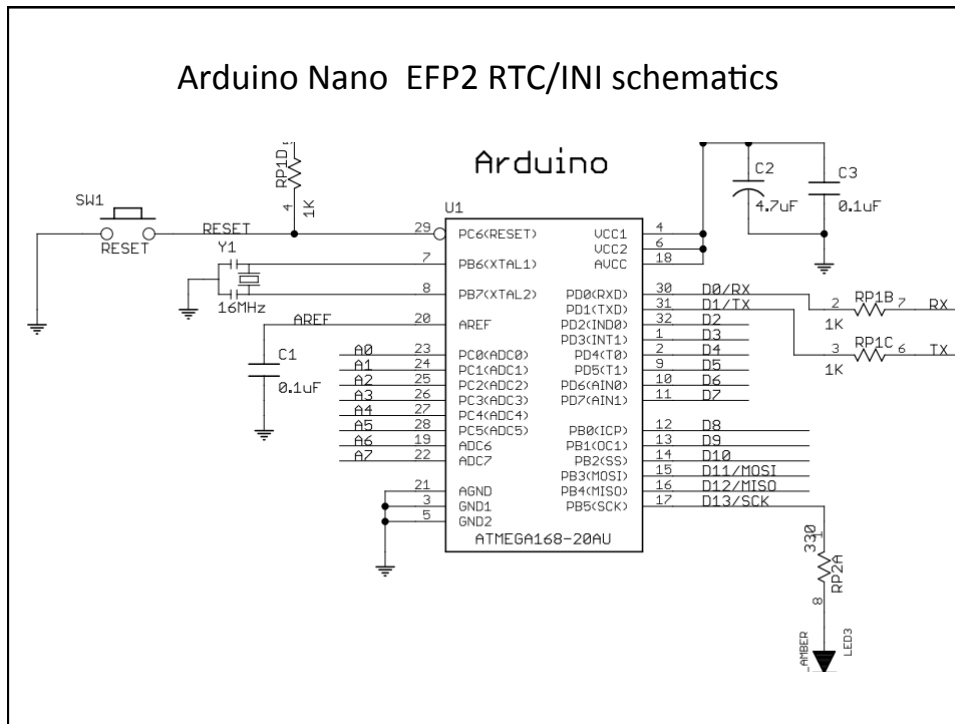 Arduino Nano EFP2 RTC/INI schematics
Arduino
RP1D
4
1K
SW1
RESET
RESET
Y1
16MHz
AREF
C1
0.1uF
U1
29 PC6(RESET)
7 PB6(XTAL1)
8 PB7(XTAL2)
20 AREF
A0 23 PC0(ADC0)
A1 24 PC1(ADC1)
A2 25 PC2(ADC2)
A3 26 PC3(ADC3)
A4 27 PC4(ADC4)
A5 28 PC5(ADC5)
A6 19 ADC6
A7 22 ADC7
21 AGND
3 GND1
5 GND2
VCC1 4
VCC2 6
AVCC 18
PD0(RXD) 30 D0/RX
PD1(TXD) 31 D1/TX
PD2(IND0) 32 D2
PD3(INT1) 1 D3
PD4(T0) 2 D4
PD5(T1) 9 D5
PD6(AIN0) 10 D6
PD7(AIN1) 11 D7
PB0(ICP) 12 D8
PB1(OC1) 13 D9
PB2(SS) 14 D10
PB3(MOSI) 15 D11/MOSI
PB4(MISO) 16 D12/MISO
PB5(SCK) 17 D13/SCK
ATMEGA168-20AU
C2
4.7uF
C3
0.1uF
2 RP1B 7 RX
1K
3 RP1C 6 TX
1K
330
1
RP2A
8
AMBER
LED3